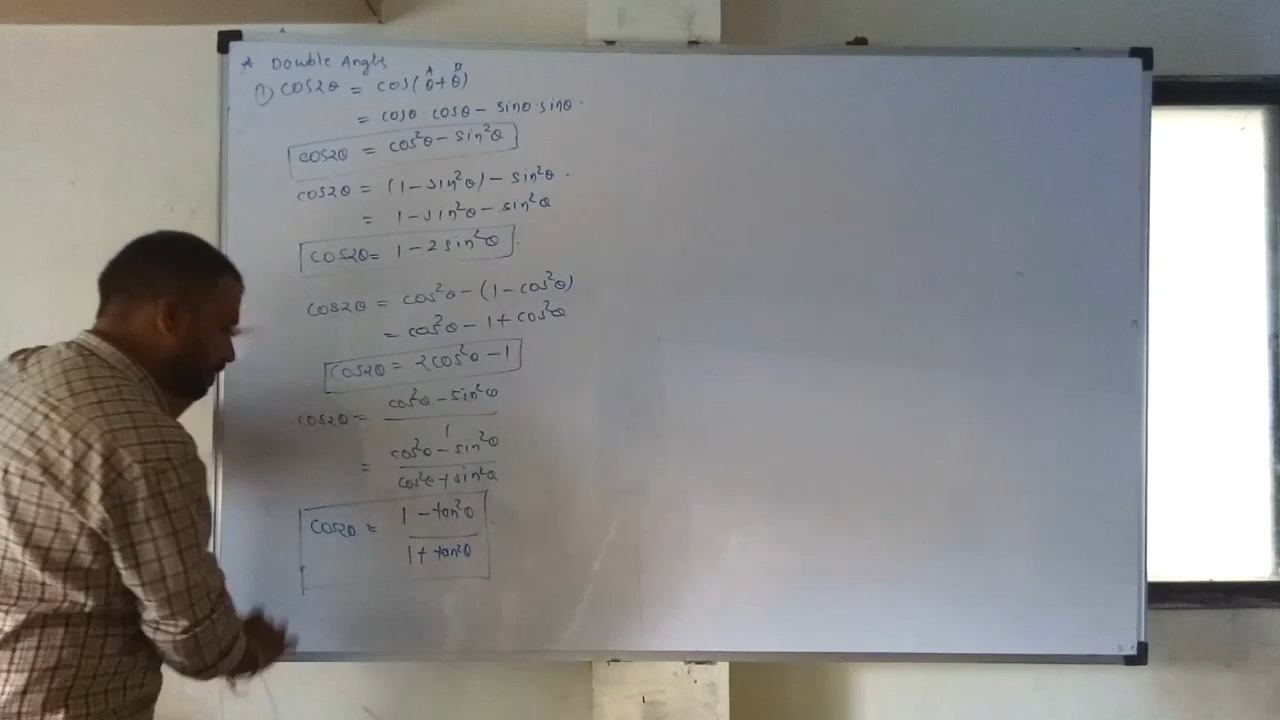 * Double Angles
A B
① cos2θ = cos(θ+θ)
= cosθ·cosθ - sinθ·sinθ.
cos2θ = cos²θ - sin²θ
cos2θ = (1 - sin²θ) - sin²θ.
= 1 - sin²θ - sin²θ
cos2θ = 1 - 2sin²θ.
cos2θ = cos²θ - (1 - cos²θ)
= cos²θ - 1 + cos²θ
cos2θ = 2cos²θ - 1
cos2θ = cos²θ - sin²θ
1
= cos²θ - sin²θ
cos²θ + sin²θ
cos2θ = 1 - tan²θ
1 + tan²θ